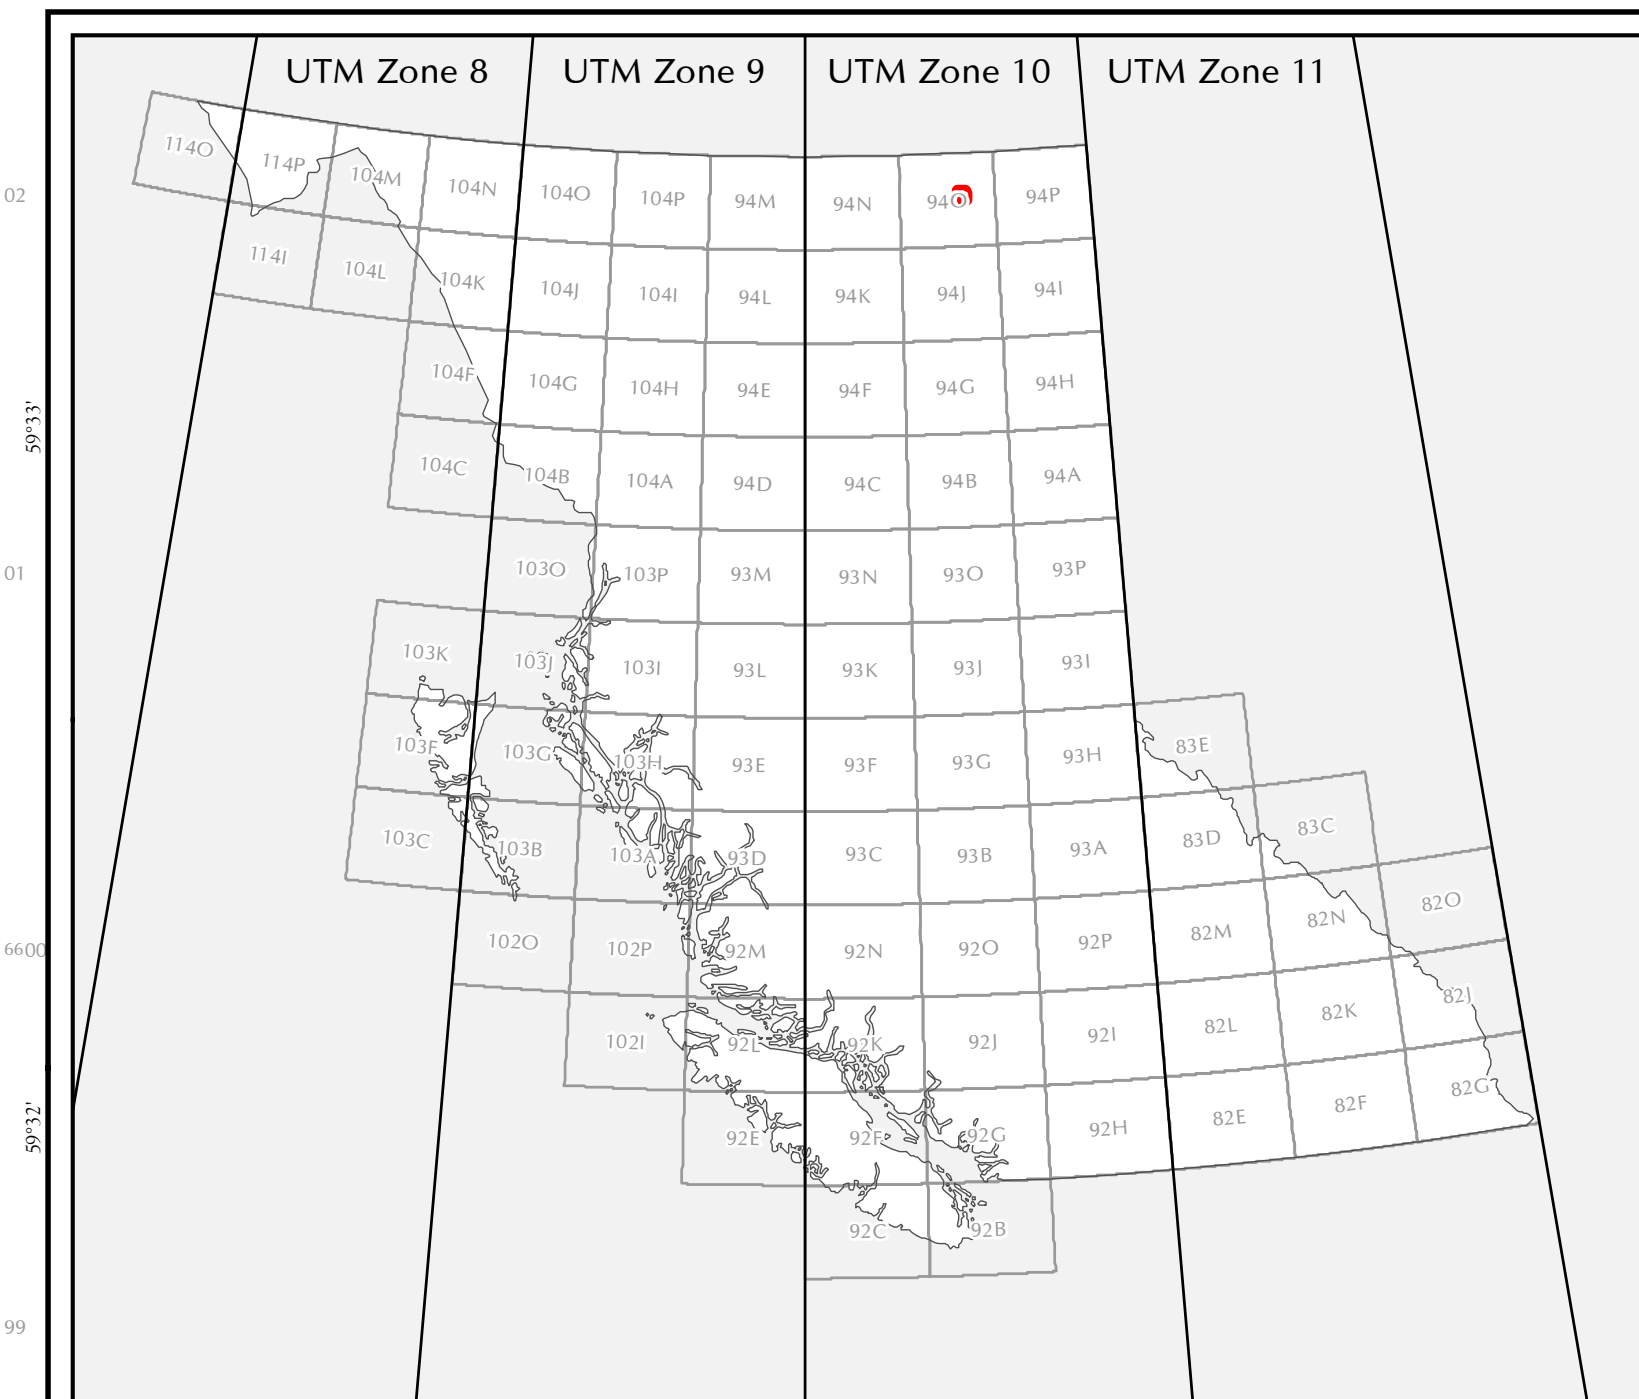 UTM Zone 8 UTM Zone 9 UTM Zone 10 UTM Zone 11
114O 114P 104M 104N 104O 104P 94M 94N 94O 94P
02
114I 104L 104K 104J 104I 94L 94K 94J 94I
104F 104G 104H 94E 94F 94G 94H
59°33'
104C 104B 104A 94D 94C 94B 94A
01
103O 103P 93M 93N 93O 93P
103K 103J 103I 93L 93K 93J 93I
103F 103G 103H 93E 93F 93G 93H 83E
103C 103B 103A 93D 93C 93B 93A 83D 83C
6600
102O 102P 92M 92N 92O 92P 82M 82N 82O
102I 92L 92K 92J 92I 82L 82K 82J
59°32'
92E 92F 92G 92H 82E 82F 82G
92C 92B
99